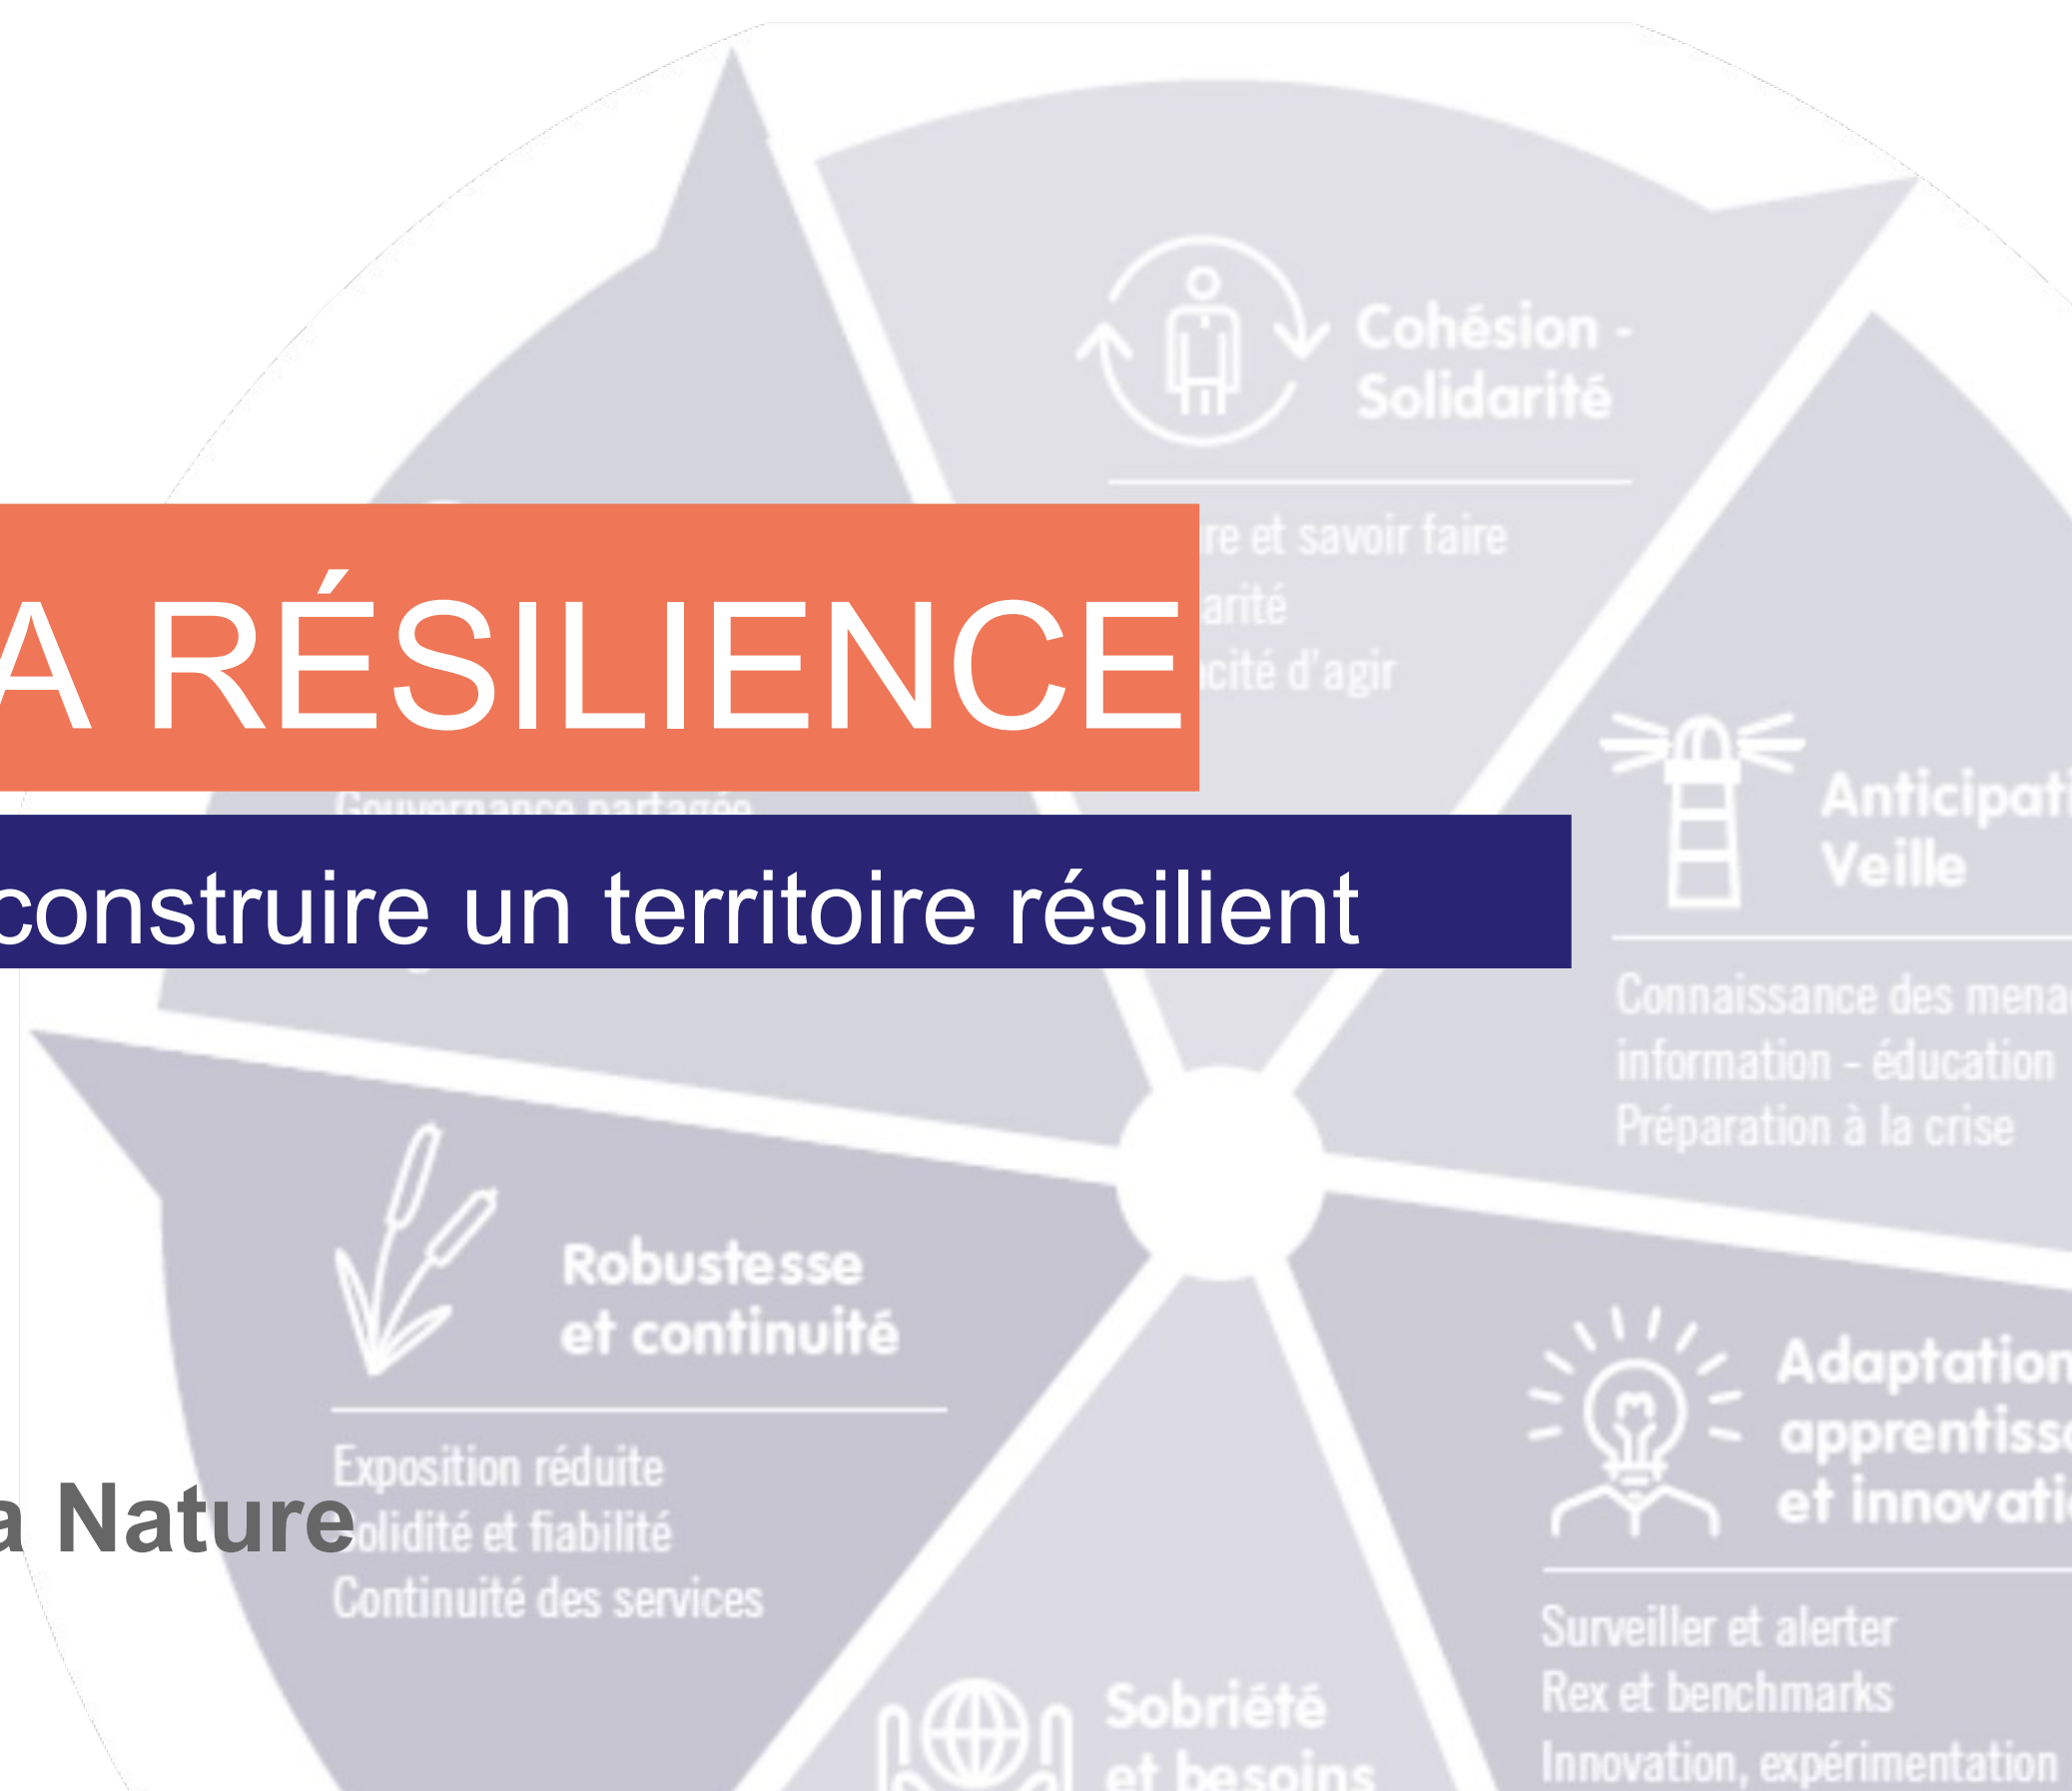 Cohésion -
Solidarité
re et savoir faire
arité
cité d'agir
A RÉSILIENCE
Gouvernance partagée
construire un territoire résilient
Anticipati
Veille
Connaissance des mena
information - éducation
Préparation à la crise
Robustesse
et continuité
Exposition réduite
olidité et fiabilité
Continuité des services
a Nature
Adaptation
apprentiss
et innovati
Surveiller et alerter
Rex et benchmarks
Innovation, expérimentation
Sobriété
et besoins